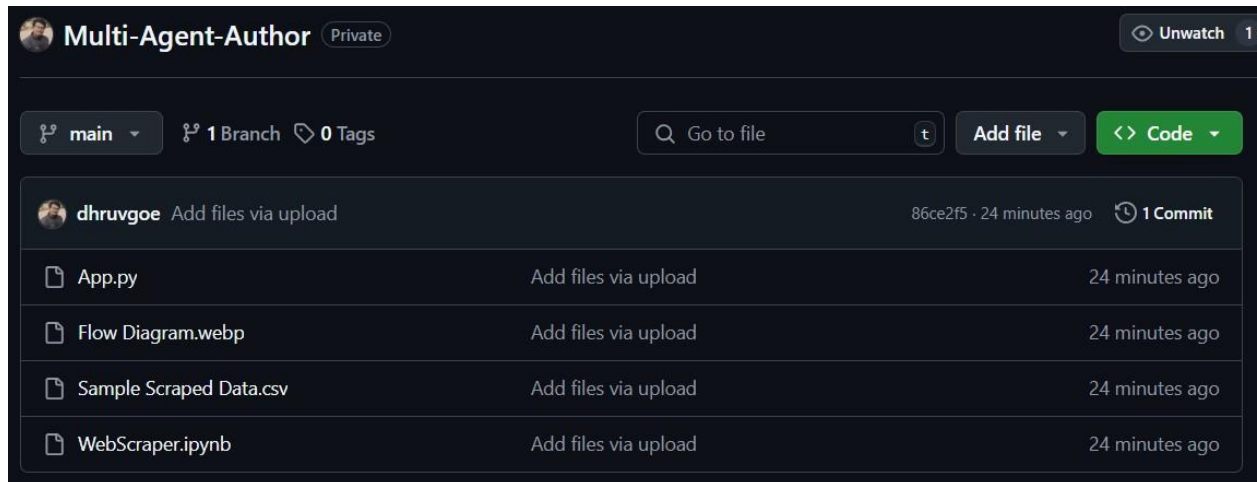 Multi-Agent-Author Private Unwatch 1
main 1 Branch 0 Tags Go to file t Add file Code
dhruvgoe Add files via upload 86ce2f5 · 24 minutes ago 1 Commit
App.py Add files via upload 24 minutes ago
Flow Diagram.webp Add files via upload 24 minutes ago
Sample Scraped Data.csv Add files via upload 24 minutes ago
WebScraper.ipynb Add files via upload 24 minutes ago